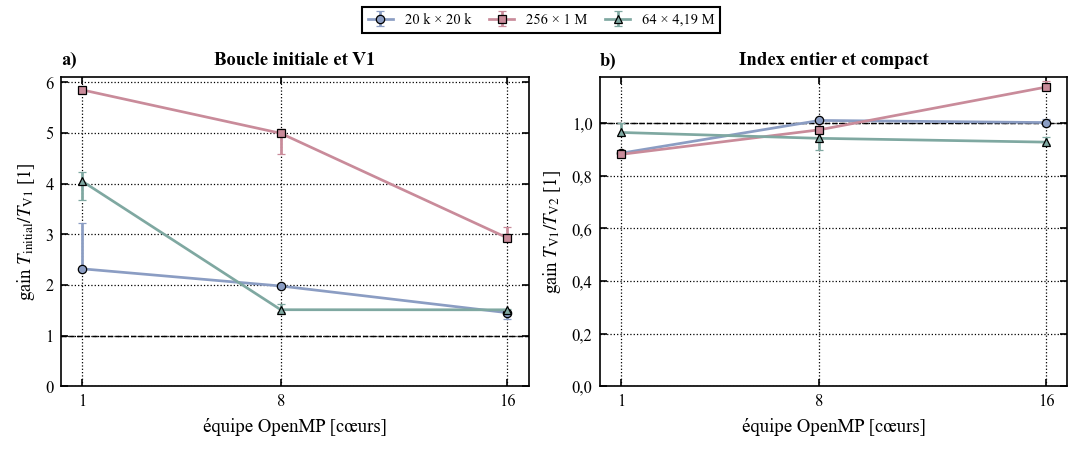 20 k × 20 k 256 × 1 M 64 × 4,19 M
a) Boucle initiale et V1
6
5
4
3
2
1
0
1 8 16
gain T_initial/T_V1 [1]
équipe OpenMP [cœurs]
b) Index entier et compact
1,0
0,8
0,6
0,4
0,2
0,0
1 8 16
gain T_V1/T_V2 [1]
équipe OpenMP [cœurs]